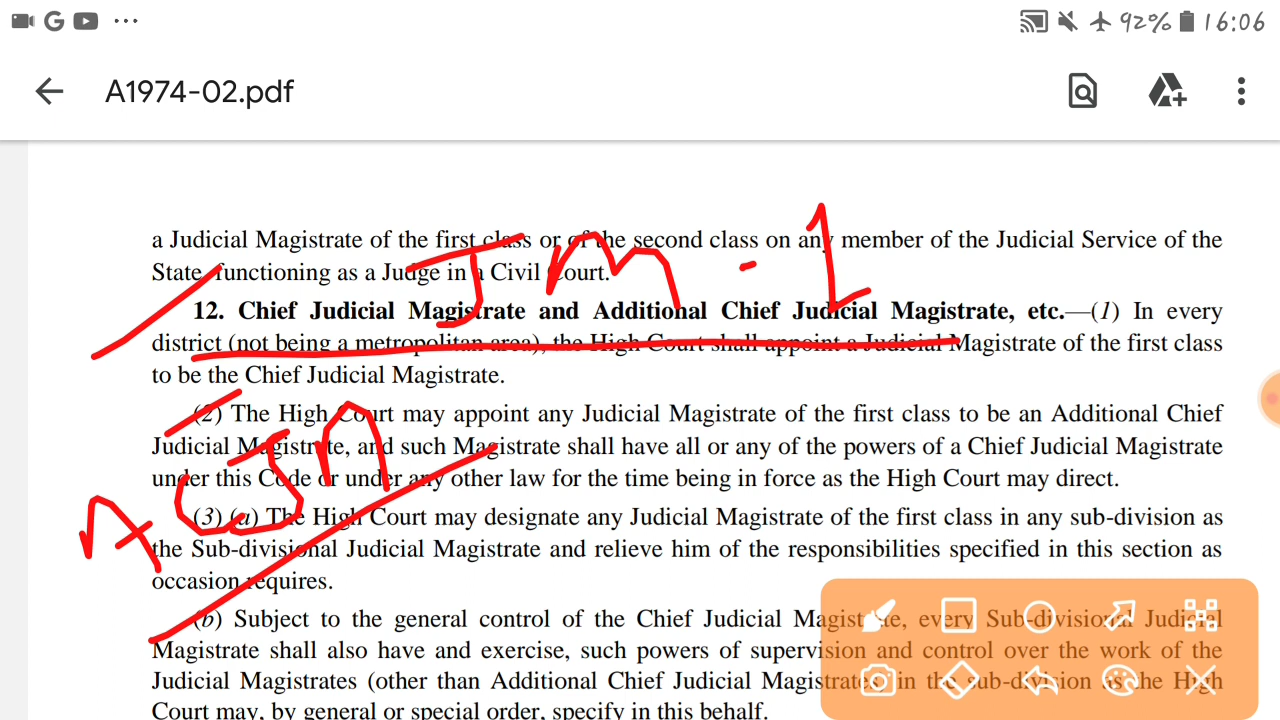 92% 16:06
A1974-02.pdf
a Judicial Magistrate of the first class or of the second class on any member of the Judicial Service of the
State, functioning as a Judge in a Civil Court.
Jm - 1
12. Chief Judicial Magistrate and Additional Chief Judicial Magistrate, etc.—(1) In every
district (not being a metropolitan area), the High Court shall appoint a Judicial Magistrate of the first class
to be the Chief Judicial Magistrate.
(2) The High Court may appoint any Judicial Magistrate of the first class to be an Additional Chief
Judicial Magistrate, and such Magistrate shall have all or any of the powers of a Chief Judicial Magistrate
under this Code or under any other law for the time being in force as the High Court may direct.
ACJM
(3) (a) The High Court may designate any Judicial Magistrate of the first class in any sub-division as
the Sub-divisional Judicial Magistrate and relieve him of the responsibilities specified in this section as
occasion requires.
(b) Subject to the general control of the Chief Judicial Magistrate, every Sub-divisional Judicial
Magistrate shall also have and exercise, such powers of supervision and control over the work of the
Judicial Magistrates (other than Additional Chief Judicial Magistrates) in the sub-division as the High
Court may, by general or special order, specify in this behalf.